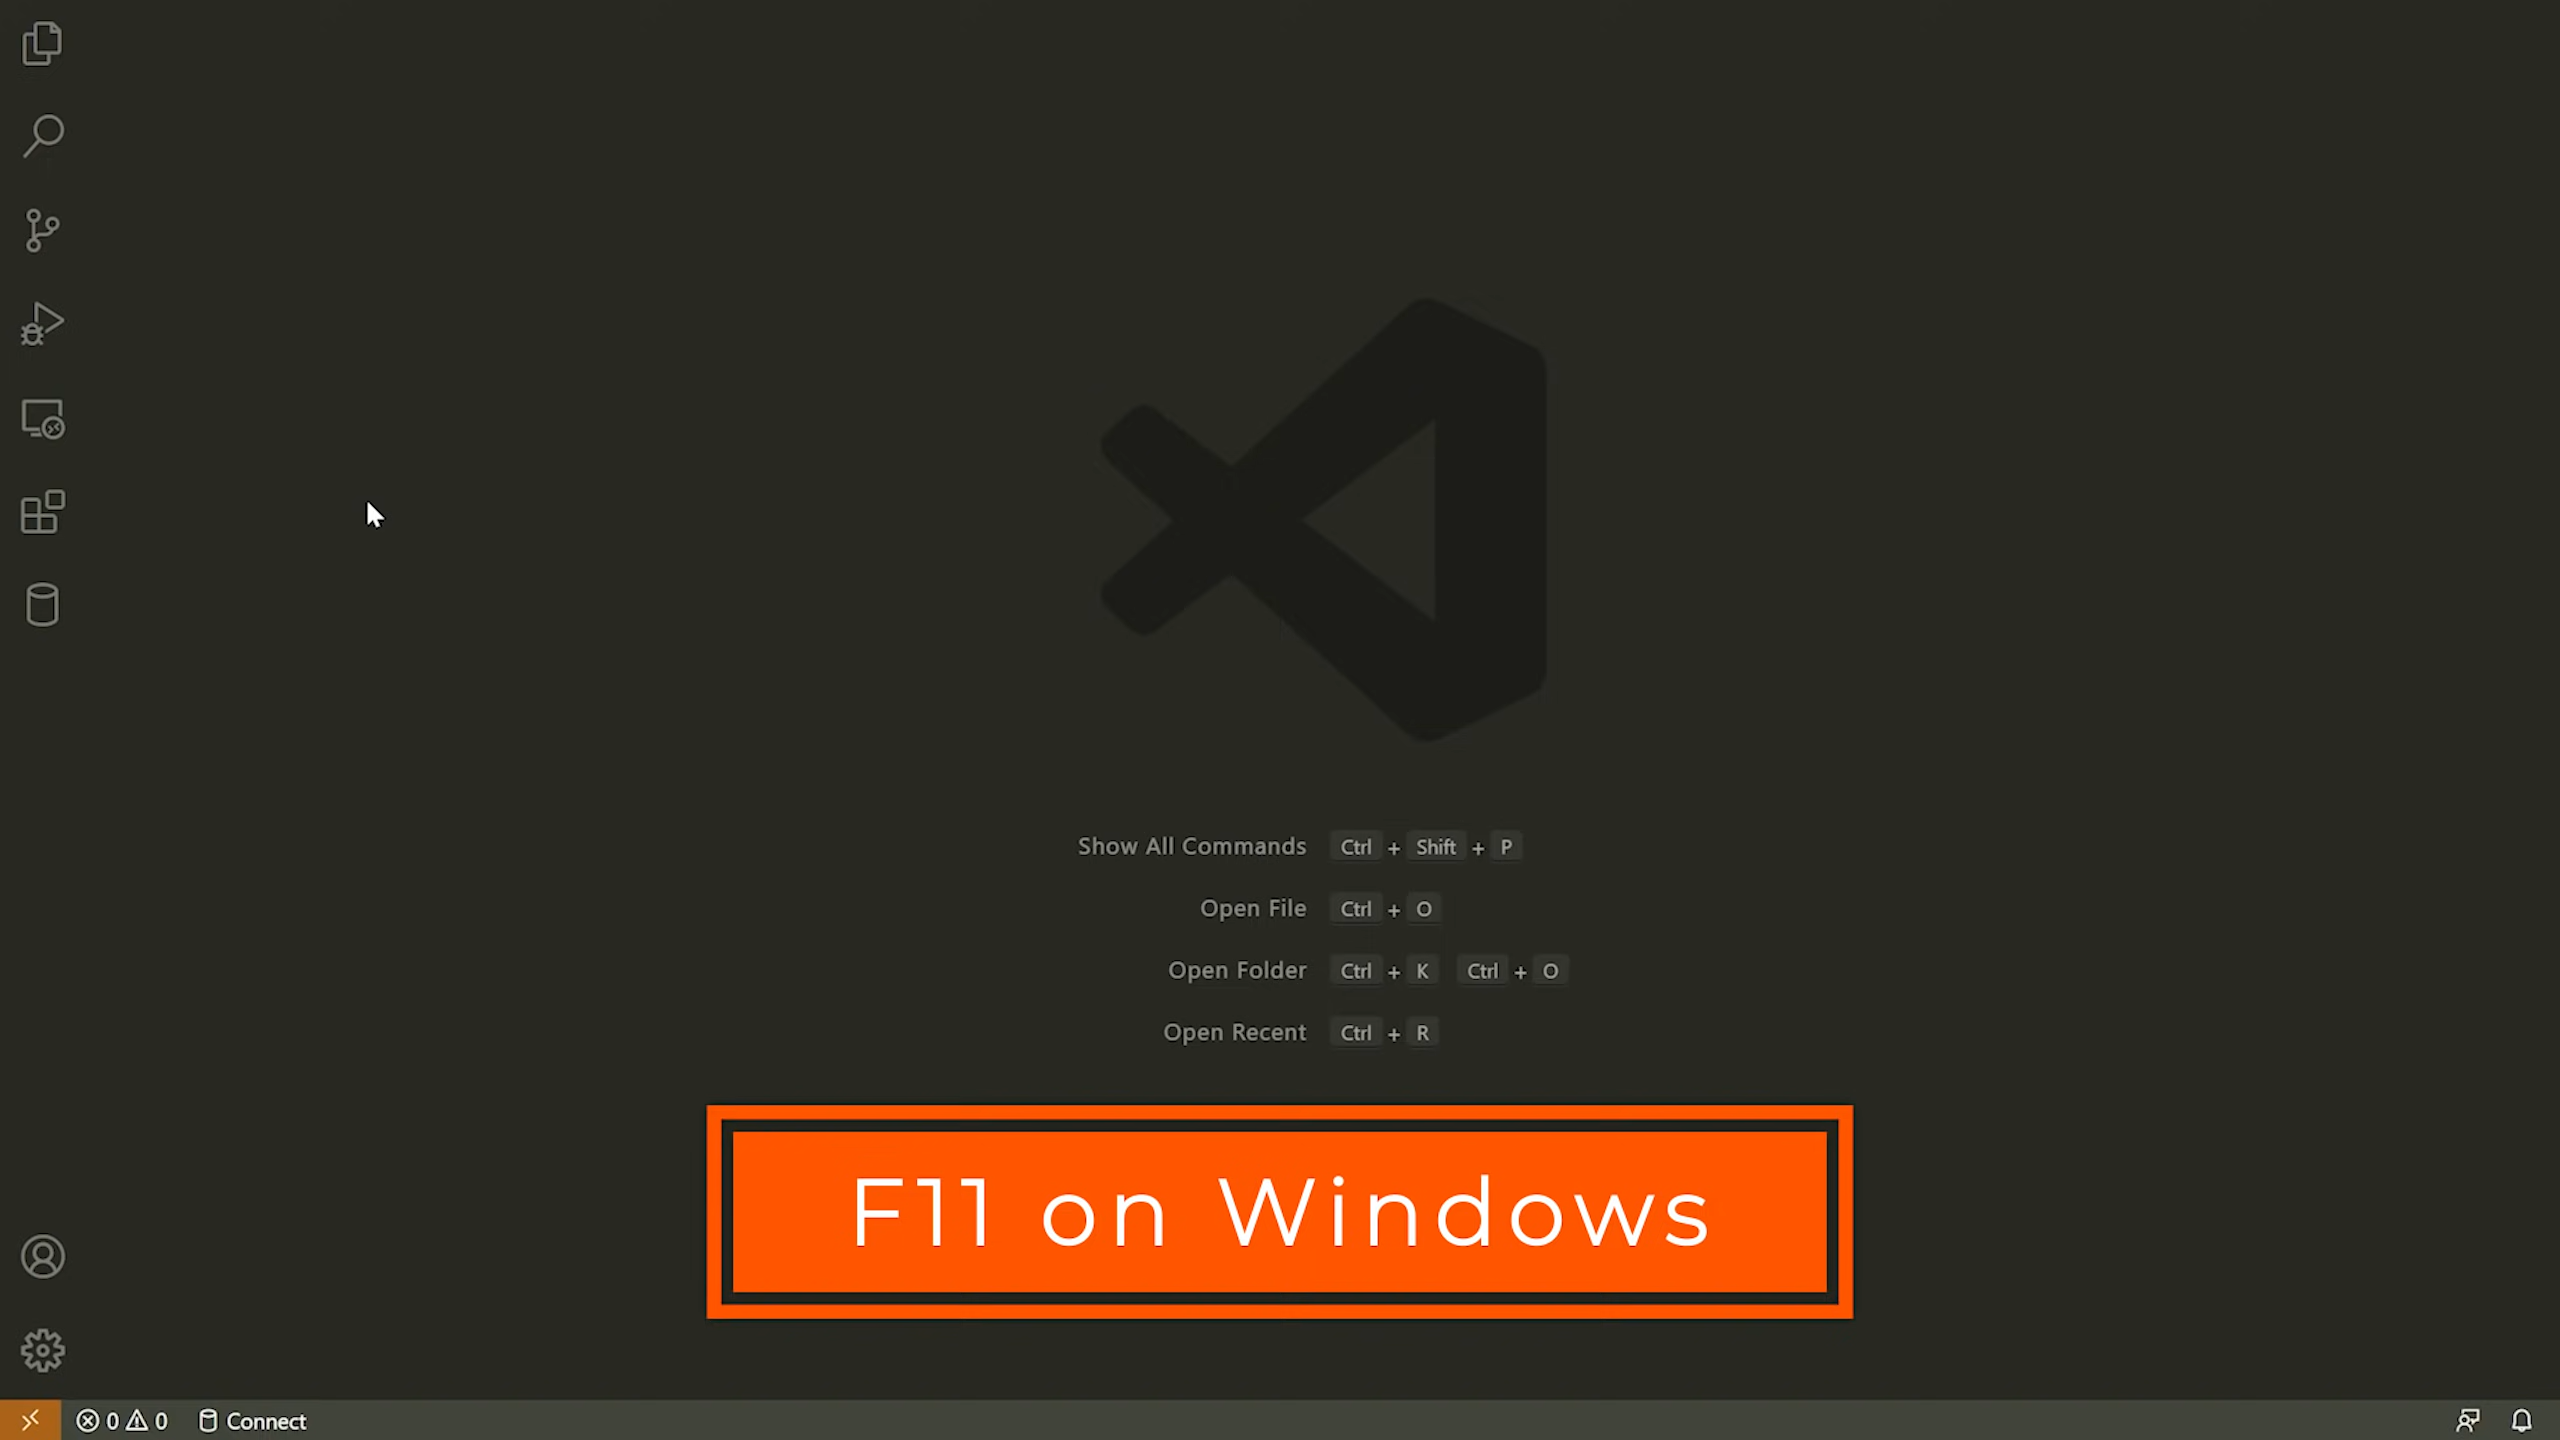 Show All Commands Ctrl + Shift + P
Open File Ctrl + O
Open Folder Ctrl + K Ctrl + O
Open Recent Ctrl + R
F11 on Windows
0 0 Connect